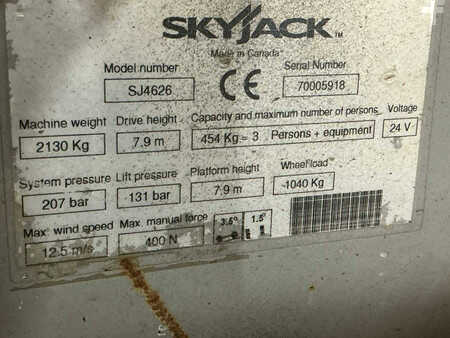 SKYJACK™
Made in Canada
Model number Serial Number
SJ4626 CE 70005918
Machine weight Drive height Capacity and maximum number of persons Voltage
2130 Kg 7.9 m 454 Kg = 3 Persons + equipment 24 V
System pressure Lift pressure Platform height Wheel load
207 bar 131 bar 7.9 m 1040 Kg
Max. wind speed Max. manual force 3.5° 1.5°
12.5 m/s 400 N